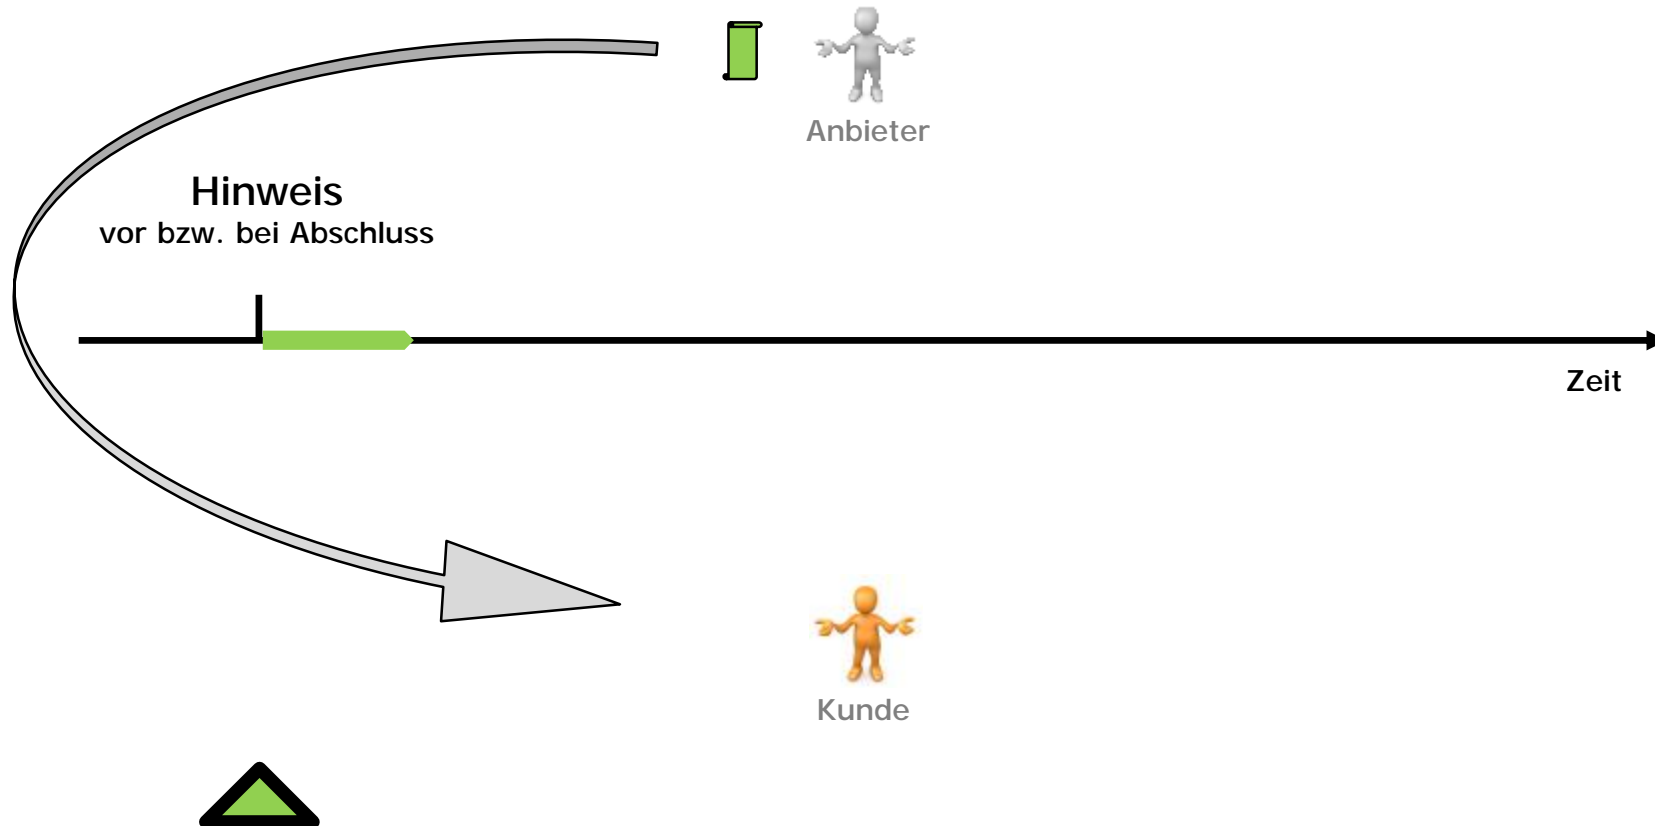 Anbieter
Hinweis
vor bzw. bei Abschluss
Zeit
Kunde